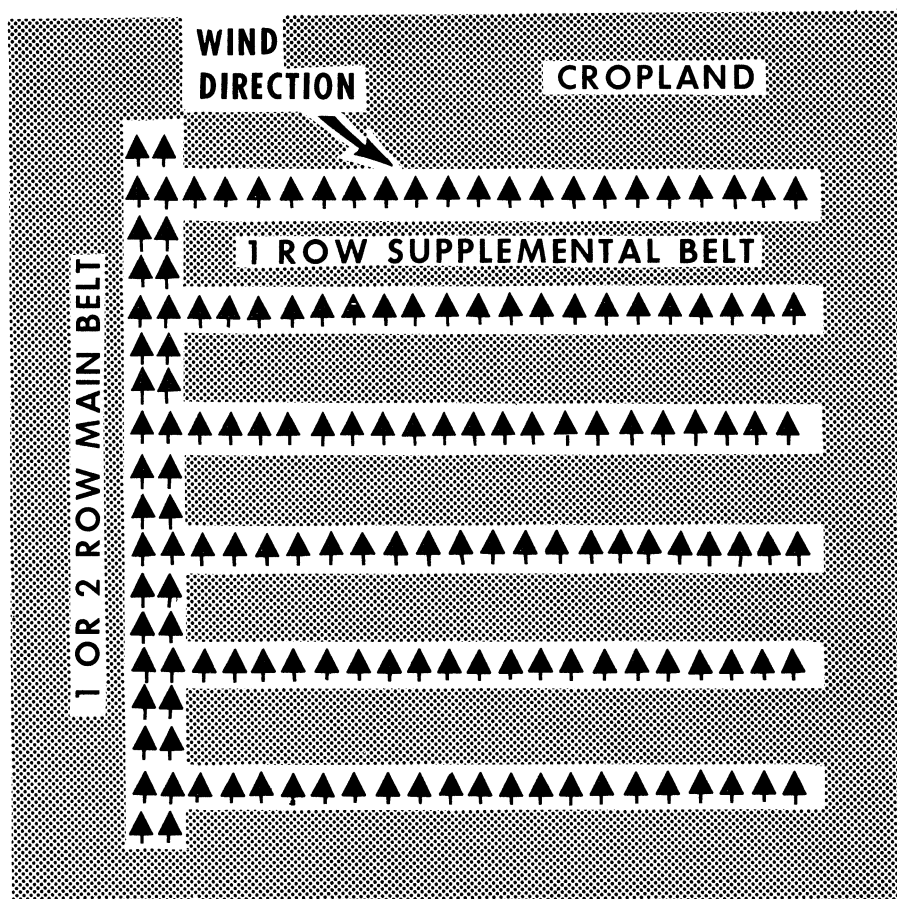 WIND
DIRECTION
CROPLAND
1 ROW SUPPLEMENTAL BELT
1 OR 2 ROW MAIN BELT